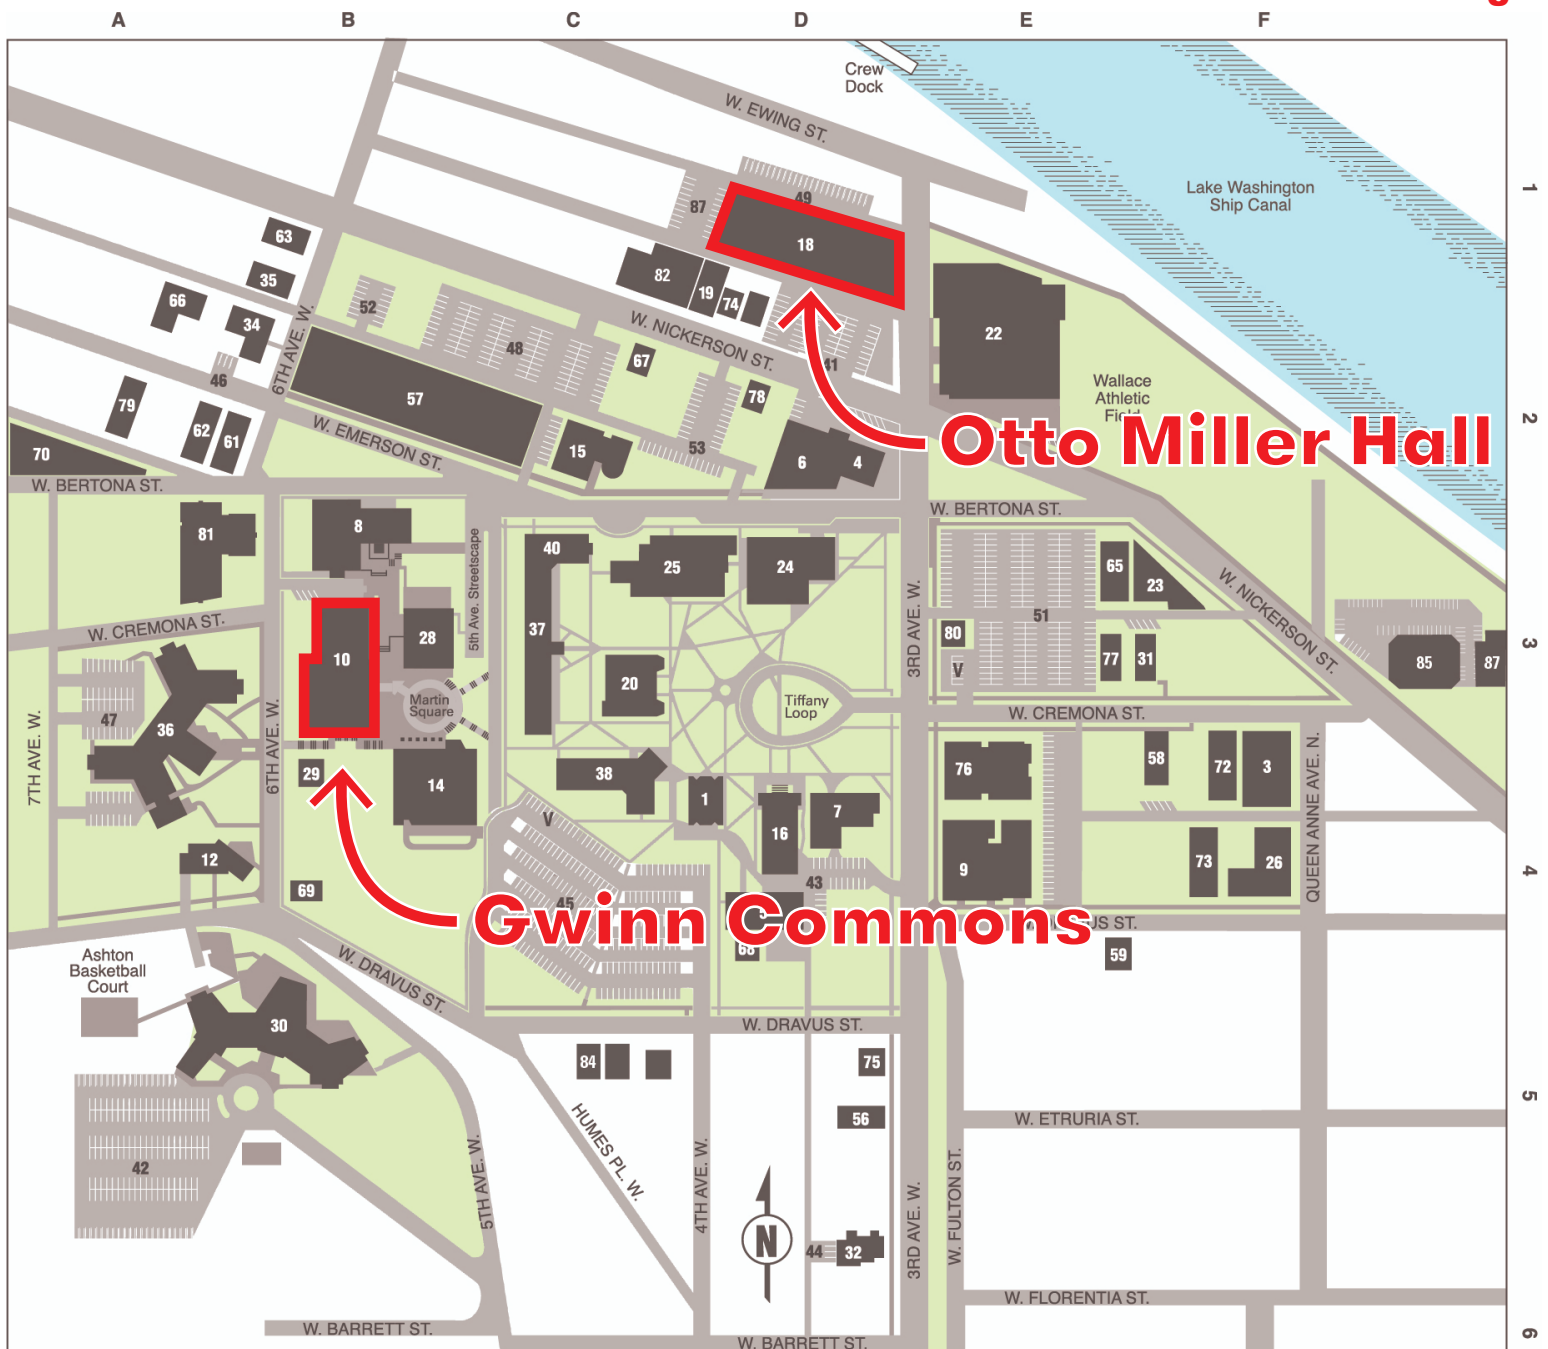 A B C D E F
Crew
Dock
W. EWING ST.
1
Lake Washington
Ship Canal
49
87
18
63
82
35
19
74
66
52
34
W. NICKERSON ST.
22
48
67
41
6TH AVE. W.
46
Wallace
Athletic
57
78
79
2
62
61
W. EMERSON ST.
Otto Miller Hall
53
15
70
6
4
W. BERTONA ST.
W. BERTONA ST.
8
81
40
25
24
65
23
W. NICKERSON ST.
5th Ave. Streetscape
3RD AVE. W.
51
W. CREMONA ST.
28
37
80
3
10
77
31
85
87
V
20
Martin
Square
Tiffany
Loop
W. CREMONA ST.
47
36
7TH AVE. W.
6TH AVE. W.
29
38
14
76
58
72
3
QUEEN ANNE AVE. N.
1
7
V
16
12
73
26
9
4
43
69
45
Gwinn Commons
US ST.
68
59
Ashton
Basketball
Court
W. DRAVUS ST.
30
W. DRAVUS ST.
84
75
5
HUMES PL. W.
56
W. ETRURIA ST.
42
5TH AVE. W.
4TH AVE. W.
3RD AVE. W.
W. FULTON ST.
N
44
32
W. FLORENTIA ST.
W. BARRETT ST.
W. BARRETT ST.
6